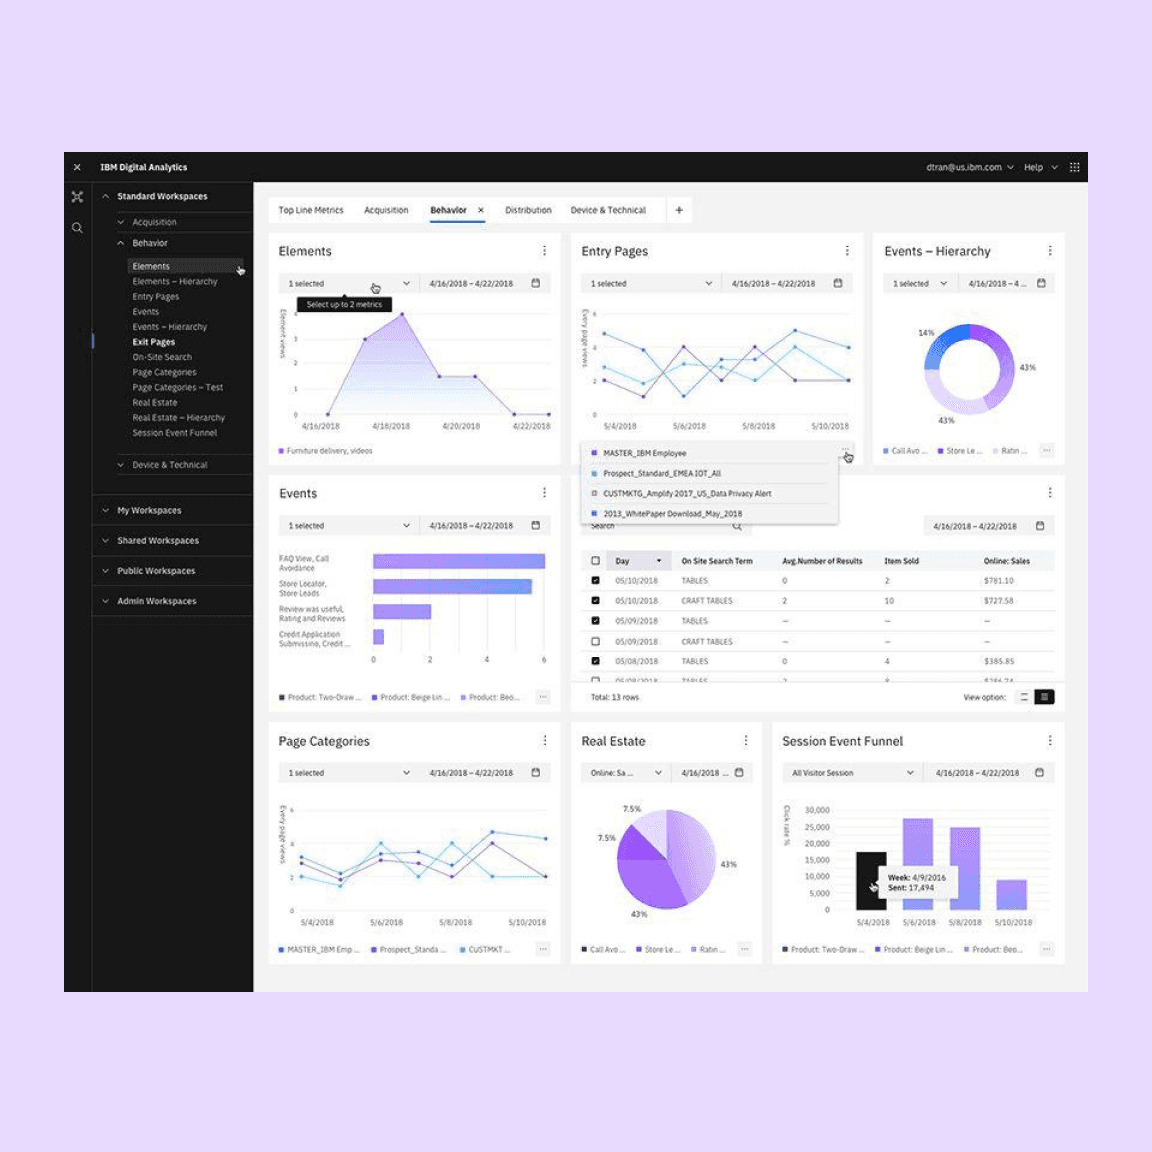 IBM Digital Analytics
dtran@us.ibm.com
Help
Standard Workspaces
Acquisition
Behavior
Elements
Elements – Hierarchy
Entry Pages
Events
Events – Hierarchy
Exit Pages
On-Site Search
Page Categories
Page Categories – Test
Real Estate
Real Estate – Hierarchy
Session Event Funnel
Device & Technical
My Workspaces
Shared Workspaces
Public Workspaces
Admin Workspaces
Top Line Metrics Acquisition Behavior × Distribution Device & Technical +
Elements
1 selected 4/16/2018 – 4/22/2018
Select up to 2 metrics
Element views
4
3
2
1
0
4/16/2018 4/18/2018 4/20/2018 4/22/2018
Furniture delivery, videos
Entry Pages
1 selected 4/16/2018 – 4/22/2018
Every page views
6
4
2
0
5/4/2018 5/6/2018 5/8/2018 5/10/2018
MASTER_IBM Employee
Prospect_Standard_EMEA IOT_All
CUSTMKTG_Amplify 2017_US_Data Privacy Alert
2013_WhitePaper Download_May_2018
Events – Hierarchy
1 selected 4/16/2018 – 4 ...
14%
43%
43%
Call Avo ... Store Le ... Ratin ...
Events
1 selected 4/16/2018 – 4/22/2018
FAQ View, Call
Avoidance
Store Locator,
Store Leads
Review was useful,
Rating and Reviews
Credit Application
Submissino, Credit ...
0 2 4 6
Product: Two-Draw ... Product: Beige Lin ... Product: Beo...
Search
4/16/2018 – 4/22/2018
Day On Site Search Term Avg.Number of Results Item Sold Online: Sales
05/10/2018 TABLES 0 2 $781.10
05/10/2018 CRAFT TABLES 2 10 $727.58
05/09/2018 TABLES – – –
05/09/2018 CRAFT TABLES – – –
05/08/2018 TABLES 0 4 $385.85
Total: 13 rows View option:
Page Categories
1 selected 4/16/2018 – 4/22/2018
Every page views
6
4
2
0
5/4/2018 5/6/2018 5/8/2018 5/10/2018
MASTER_IBM Emp ... Prospect_Standa ... CUSTMKT ...
Real Estate
Online: Sa ... 4/16/2018 ...
7.5%
7.5%
43%
43%
Call Avo ... Store Le ... Ratin ...
Session Event Funnel
All Visitor Session 4/16/2018 – 4/22/2018
Click rate %
30,000
25,000
20,000
15,000
10,000
5,000
0
Week: 4/9/2016
Sent: 17,494
5/4/2018 5/6/2018 5/8/2018 5/10/2018
Product: Two-Draw ... Product: Beige Lin ... Product: Beo...